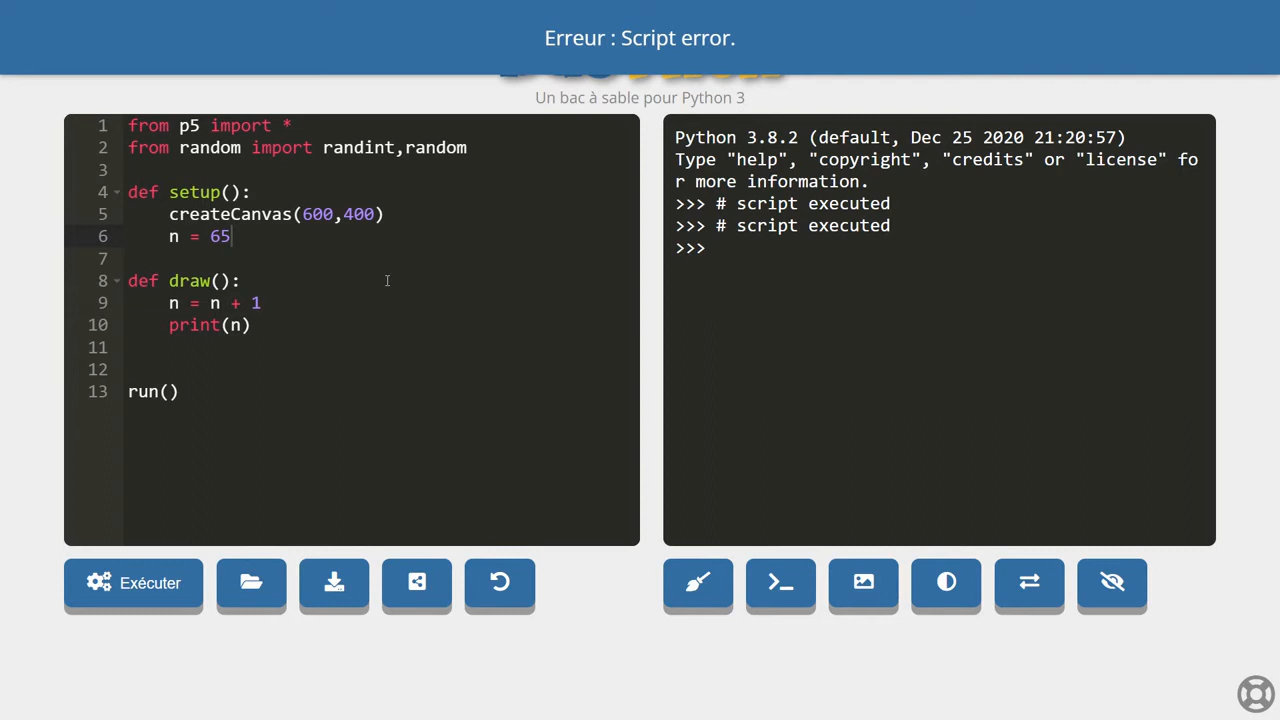 Erreur : Script error.
Un bac à sable pour Python 3
1 from p5 import *
2 from random import randint,random
3
4 def setup():
5 createCanvas(600,400)
6 n = 65
7
8 def draw():
9 n = n + 1
10 print(n)
11
12
13 run()
Python 3.8.2 (default, Dec 25 2020 21:20:57)
Type "help", "copyright", "credits" or "license" fo
r more information.
>>> # script executed
>>> # script executed
>>>
Exécuter